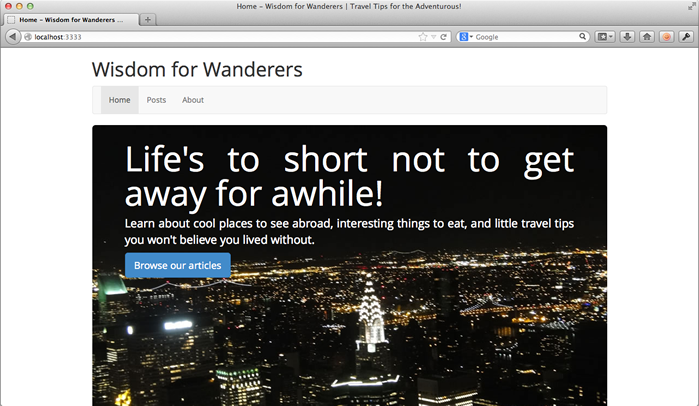 Home – Wisdom for Wanderers | Travel Tips for the Adventurous!
Home – Wisdom for Wanderers ...
localhost:3333
Google
Wisdom for Wanderers
Home Posts About
Life's to short not to get
away for awhile!
Learn about cool places to see abroad, interesting things to eat, and little travel tips
you won't believe you lived without.
Browse our articles